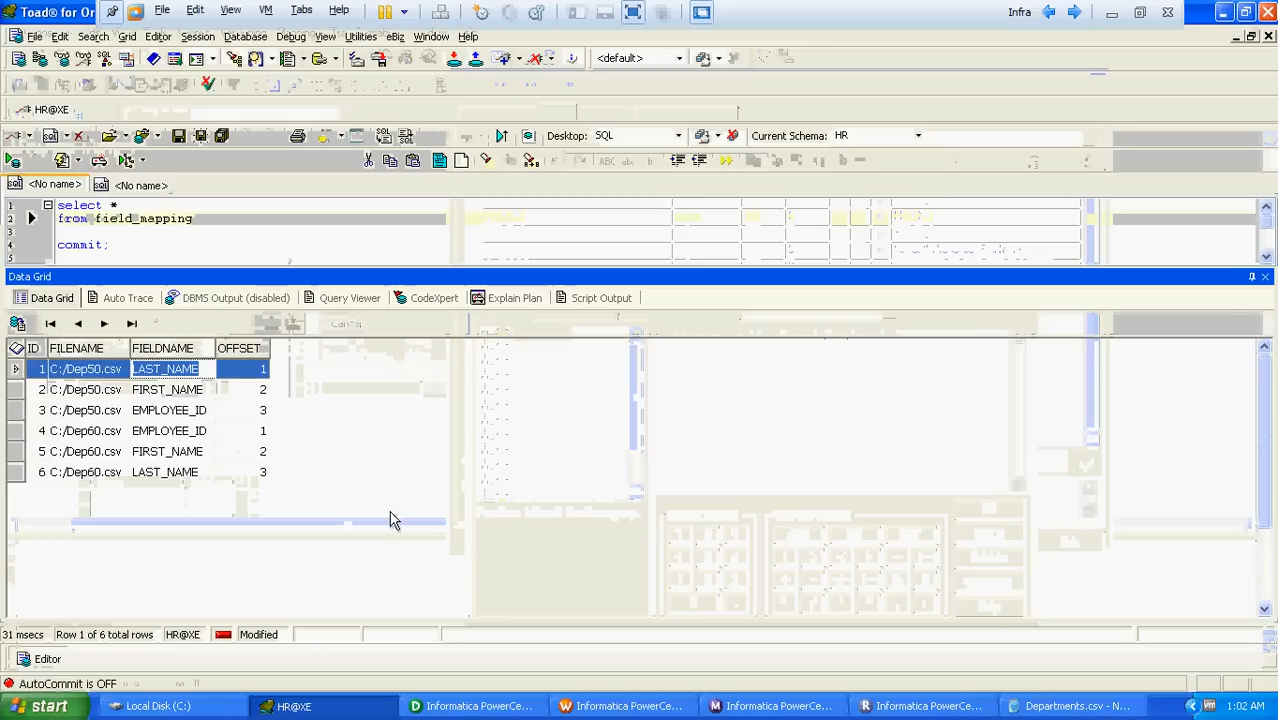 Toad® for Or
File Edit View VM Tabs Help
Infra
File Edit Search Grid Editor Session Database Debug View Utilities eBiz Window Help
<default>
HR@XE
Desktop: SQL
Current Schema: HR
<No name> <No name>
1 select *
2 from field_mapping
3
4 commit;
5
Data Grid
Data Grid Auto Trace DBMS Output (disabled) Query Viewer CodeXpert Explain Plan Script Output
ID FILENAME FIELDNAME OFFSET
1 C:/Dep50.csv LAST_NAME 1
2 C:/Dep50.csv FIRST_NAME 2
3 C:/Dep50.csv EMPLOYEE_ID 3
4 C:/Dep60.csv EMPLOYEE_ID 1
5 C:/Dep60.csv FIRST_NAME 2
6 C:/Dep60.csv LAST_NAME 3
31 msecs Row 1 of 6 total rows HR@XE Modified
Editor
AutoCommit is OFF
start Local Disk (C:) HR@XE Informatica PowerCe... Informatica PowerCe... Informatica PowerCe... Informatica PowerCe... Departments.csv - N... 1:02 AM